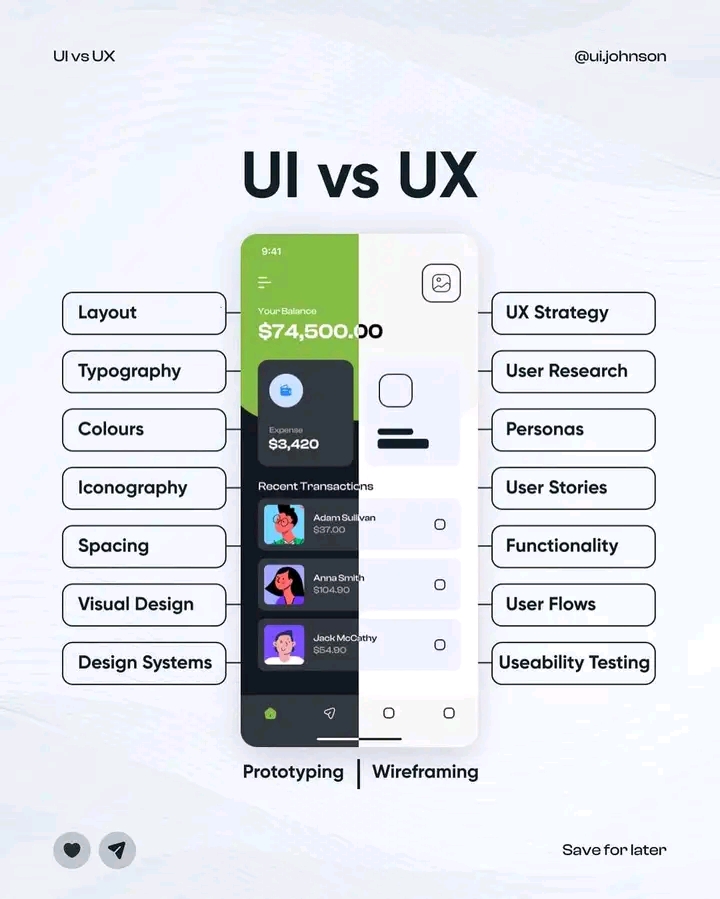 UI vs UX
@ui.johnson
UI vs UX
9:41
Your Balance
$74,500.00
Expense
$3,420
Recent Transactions
Adam Sullivan
$37.00
Anna Smith
$104.90
Jack McCathy
$54.90
Layout
Typography
Colours
Iconography
Spacing
Visual Design
Design Systems
UX Strategy
User Research
Personas
User Stories
Functionality
User Flows
Useability Testing
Prototyping | Wireframing
Save for later